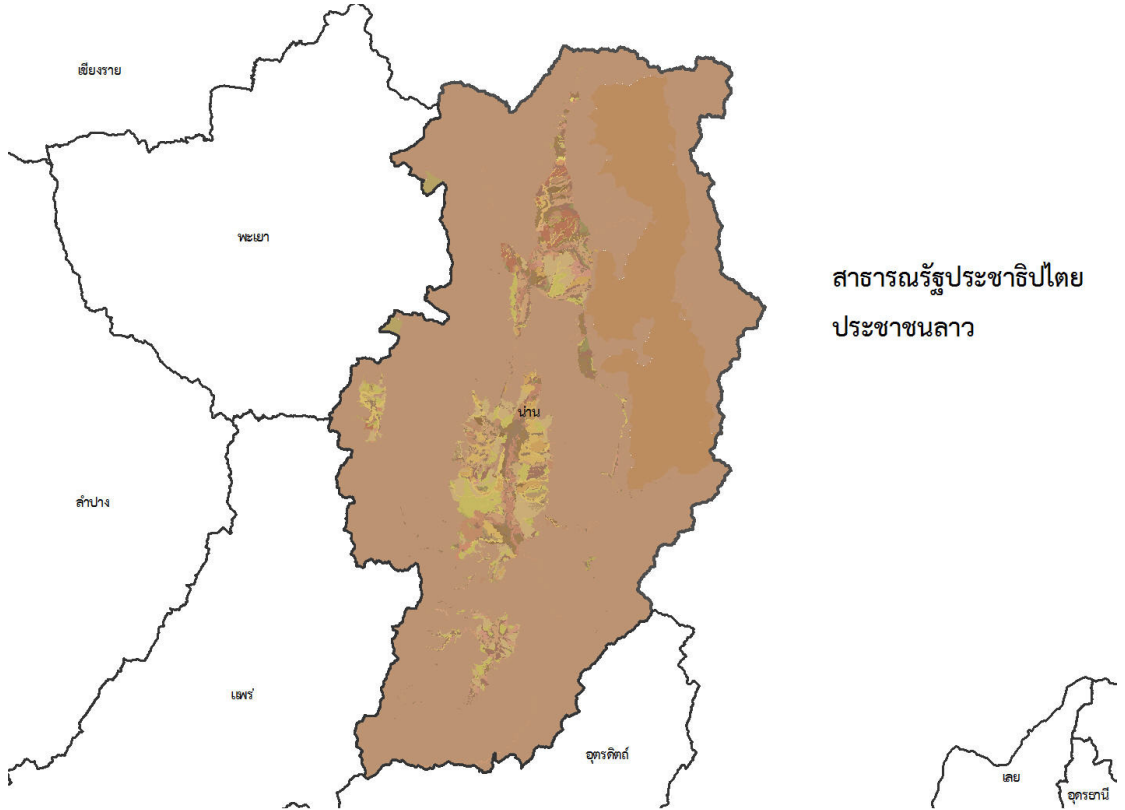 เชียงราย
พะเยา
สาธารณรัฐประชาธิปไตย
ประชาชนลาว
น่าน
ลำปาง
แพร่
อุตรดิตถ์
เลย
อุดรธานี